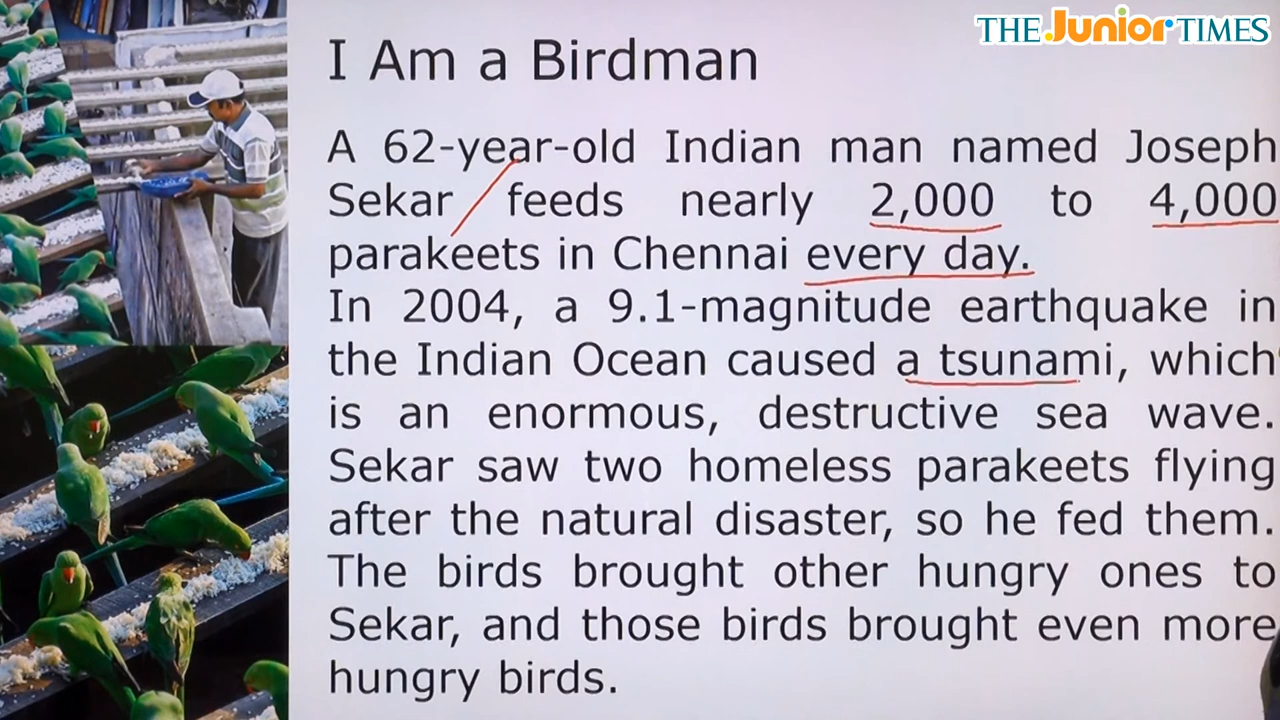 THE Junior TIMES
I Am a Birdman
A 62-year-old Indian man named Joseph
Sekar feeds nearly 2,000 to 4,000
parakeets in Chennai every day.
In 2004, a 9.1-magnitude earthquake in
the Indian Ocean caused a tsunami, which
is an enormous, destructive sea wave.
Sekar saw two homeless parakeets flying
after the natural disaster, so he fed them.
The birds brought other hungry ones to
Sekar, and those birds brought even more
hungry birds.